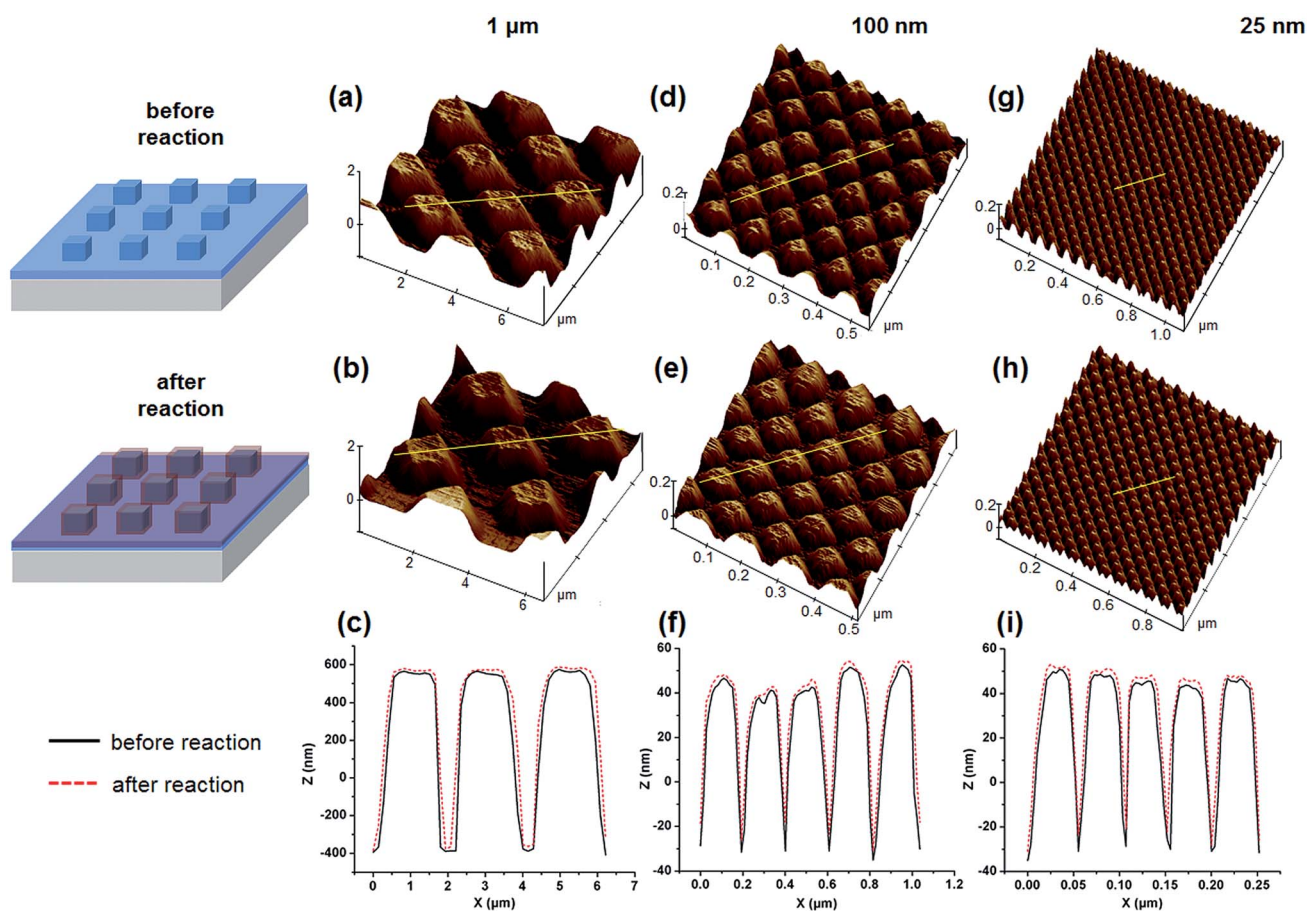 1 µm
100 nm
25 nm
before
reaction
(a)
2
0
2
4
6
µm
(d)
0.2
0
0.1
0.2
0.3
0.4
0.5
µm
(g)
0.2
0
0.2
0.4
0.6
0.8
1.0
µm
after
reaction
(b)
2
0
2
4
6
µm
(e)
0.2
0
0.1
0.2
0.3
0.4
0.5
µm
(h)
0.2
0
0.2
0.4
0.6
0.8
µm
before reaction
after reaction
(c)
Z (nm)
600
400
200
0
-200
-400
0 1 2 3 4 5 6 7
X (µm)
(f)
Z (nm)
60
40
20
0
-20
-40
0.0 0.2 0.4 0.6 0.8 1.0 1.2
X (µm)
(i)
Z (nm)
60
40
20
0
-20
-40
0.00 0.05 0.10 0.15 0.20 0.25
X (µm)